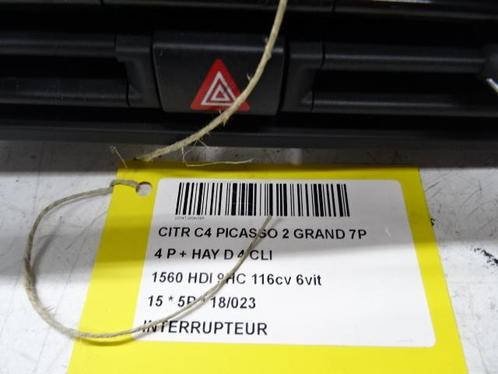 CITR C4 PICASSO 2 GRAND 7P
4 P + HAY D 4 CLI
1560 HDI 9HC 116cv 6vit
15 * 5P * 18/023
INTERRUPTEUR